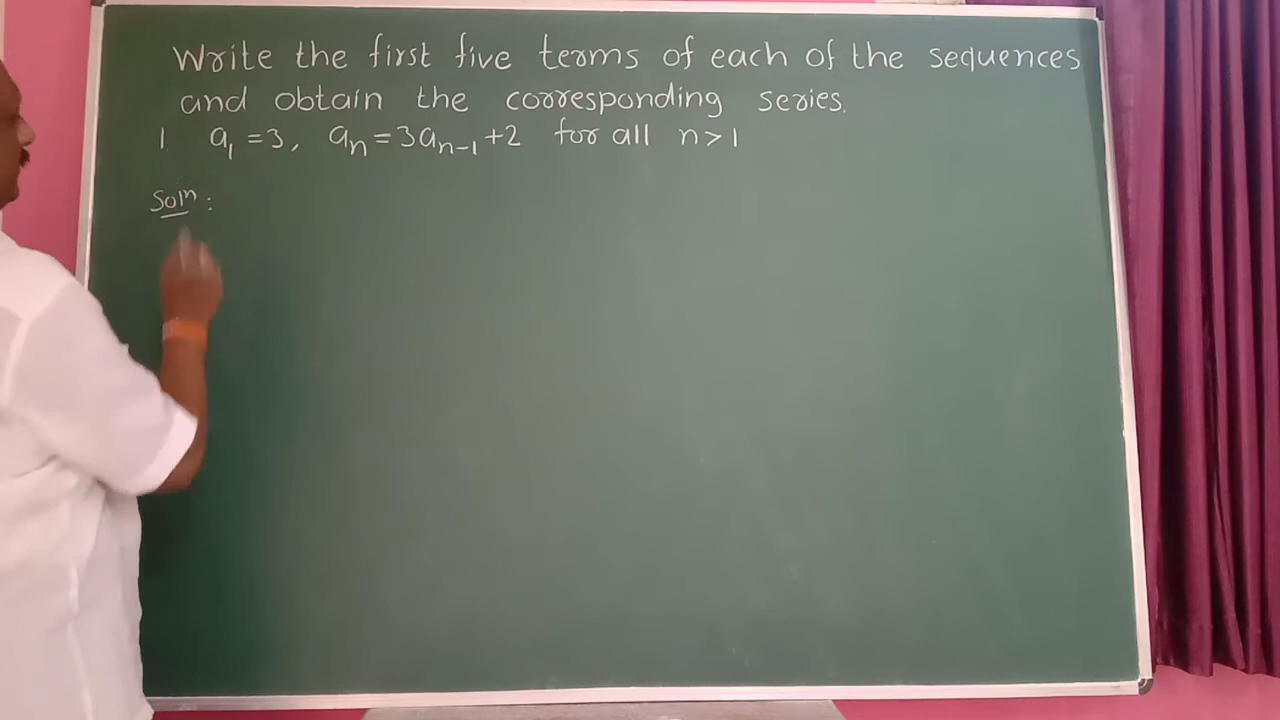 Write the first five terms of each of the sequences
and obtain the corresponding series.
1. a₁ = 3, aₙ = 3aₙ₋₁ + 2 for all n > 1
Solⁿ :